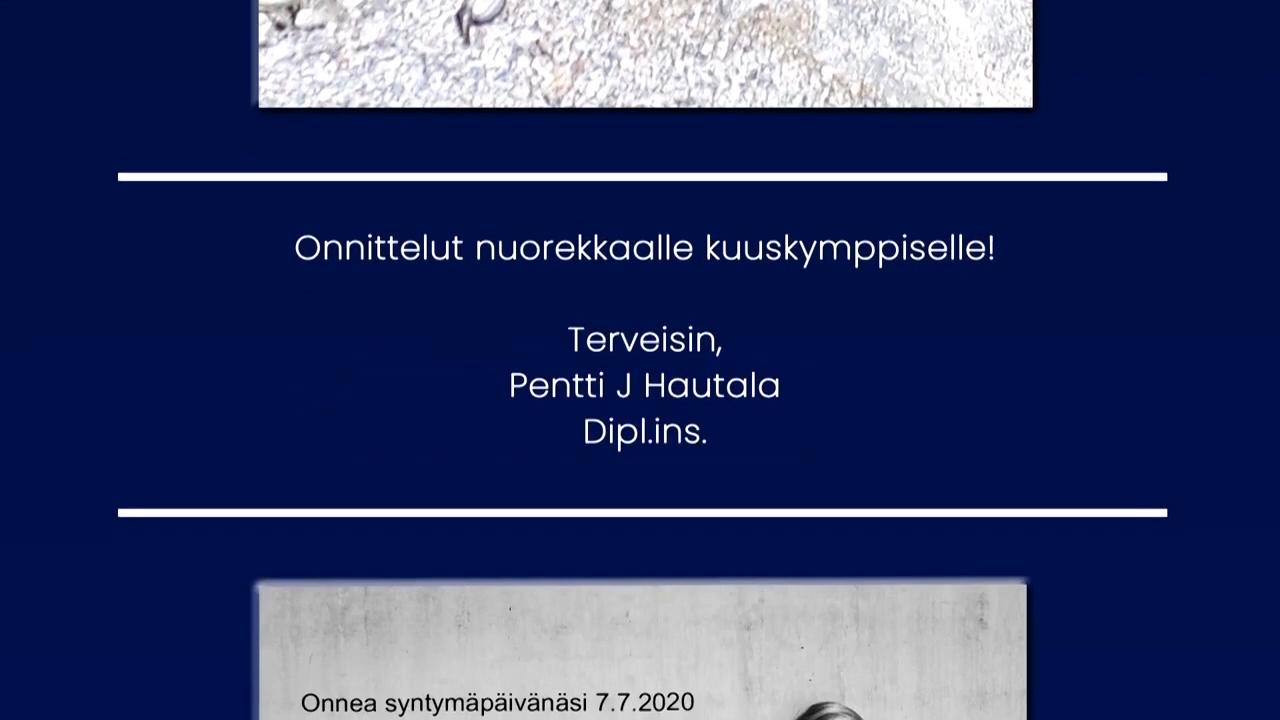 Onnittelut nuorekkaalle kuuskymppiselle!
Terveisin,
Pentti J Hautala
Dipl.ins.
Onnea syntymäpäivänäsi 7.7.2020